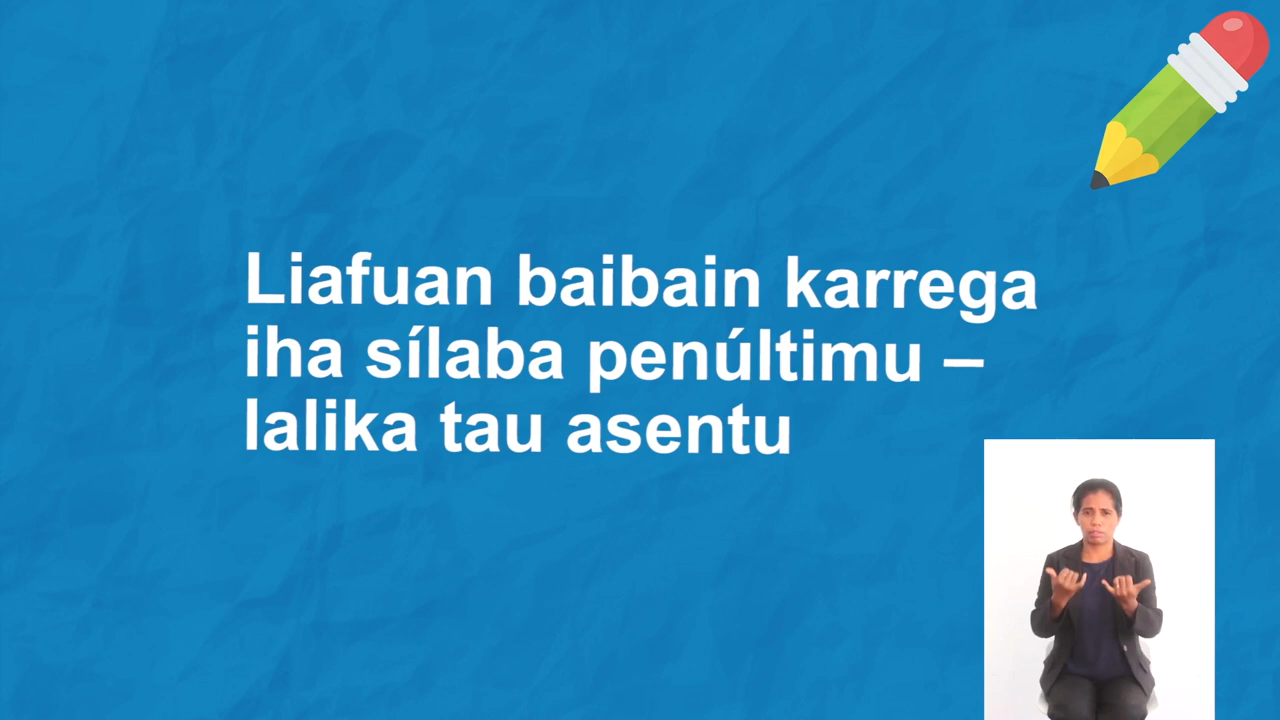 Liafuan baibain karrega
iha sílaba penúltimu –
lalika tau asentu